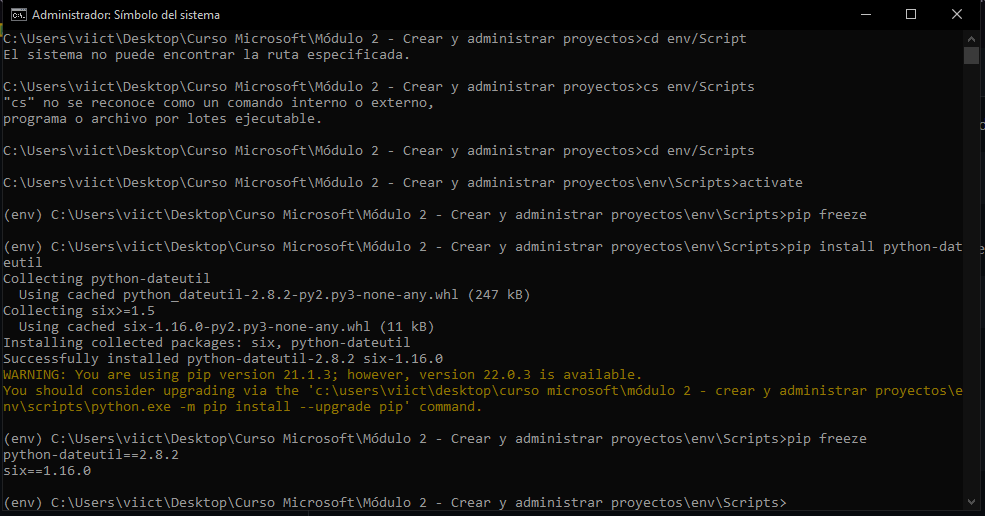 Administrador: Símbolo del sistema
C:\Users\viict\Desktop\Curso Microsoft\Módulo 2 - Crear y administrar proyectos>cd env/Script
El sistema no puede encontrar la ruta especificada.
C:\Users\viict\Desktop\Curso Microsoft\Módulo 2 - Crear y administrar proyectos>cs env/Scripts
"cs" no se reconoce como un comando interno o externo,
programa o archivo por lotes ejecutable.
C:\Users\viict\Desktop\Curso Microsoft\Módulo 2 - Crear y administrar proyectos>cd env/Scripts
C:\Users\viict\Desktop\Curso Microsoft\Módulo 2 - Crear y administrar proyectos\env\Scripts>activate
(env) C:\Users\viict\Desktop\Curso Microsoft\Módulo 2 - Crear y administrar proyectos\env\Scripts>pip freeze
(env) C:\Users\viict\Desktop\Curso Microsoft\Módulo 2 - Crear y administrar proyectos\env\Scripts>pip install python-dat
eutil
Collecting python-dateutil
  Using cached python_dateutil-2.8.2-py2.py3-none-any.whl (247 kB)
Collecting six>=1.5
  Using cached six-1.16.0-py2.py3-none-any.whl (11 kB)
Installing collected packages: six, python-dateutil
Successfully installed python-dateutil-2.8.2 six-1.16.0
WARNING: You are using pip version 21.1.3; however, version 22.0.3 is available.
You should consider upgrading via the 'c:\users\viict\desktop\curso microsoft\módulo 2 - crear y administrar proyectos\e
nv\scripts\python.exe -m pip install --upgrade pip' command.
(env) C:\Users\viict\Desktop\Curso Microsoft\Módulo 2 - Crear y administrar proyectos\env\Scripts>pip freeze
python-dateutil==2.8.2
six==1.16.0
(env) C:\Users\viict\Desktop\Curso Microsoft\Módulo 2 - Crear y administrar proyectos\env\Scripts>